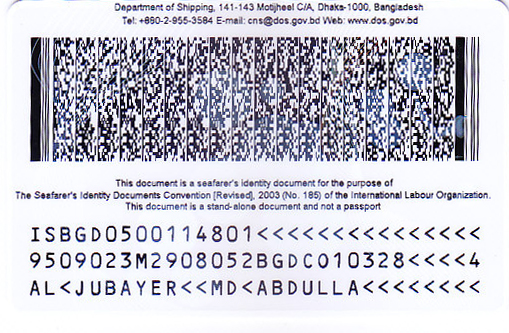 Department of Shipping, 141-143 Motijheel C/A, Dhaka-1000, Bangladesh
Tel: +880-2-955-3584 E-mail: cns@dos.gov.bd Web: www.dos.gov.bd
This document is a seafarer's identity document for the purpose of
The Seafarer's Identity Documents Convention [Revised], 2003 (No. 185) of the International Labour Organization.
This document is a stand-alone document and not a passport
ISBGD0500114801<<<<<<<<<<<<<<<
9509023M2908052BGDC010328<<<<4
AL<JUBAYER<<MD<ABDULLA<<<<<<<<